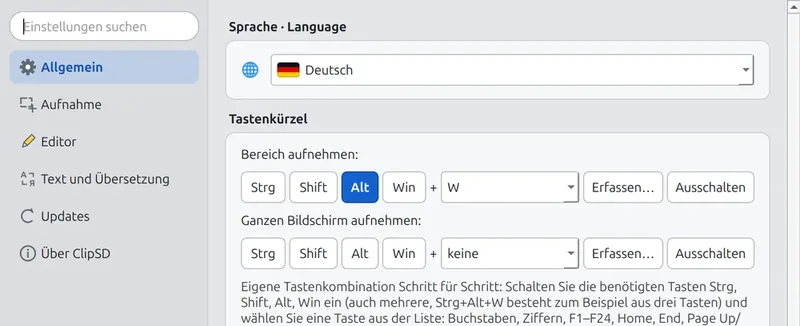 Einstellungen suchen
Allgemein
Aufnahme
Editor
Text und Übersetzung
Updates
Über ClipSD
Sprache · Language
Deutsch
Tastenkürzel
Bereich aufnehmen:
Strg Shift Alt Win + W Erfassen… Ausschalten
Ganzen Bildschirm aufnehmen:
Strg Shift Alt Win + keine Erfassen… Ausschalten
Eigene Tastenkombination Schritt für Schritt: Schalten Sie die benötigten Tasten Strg,
Shift, Alt, Win ein (auch mehrere, Strg+Alt+W besteht zum Beispiel aus drei Tasten) und
wählen Sie eine Taste aus der Liste: Buchstaben, Ziffern, F1–F24, Home, End, Page Up/